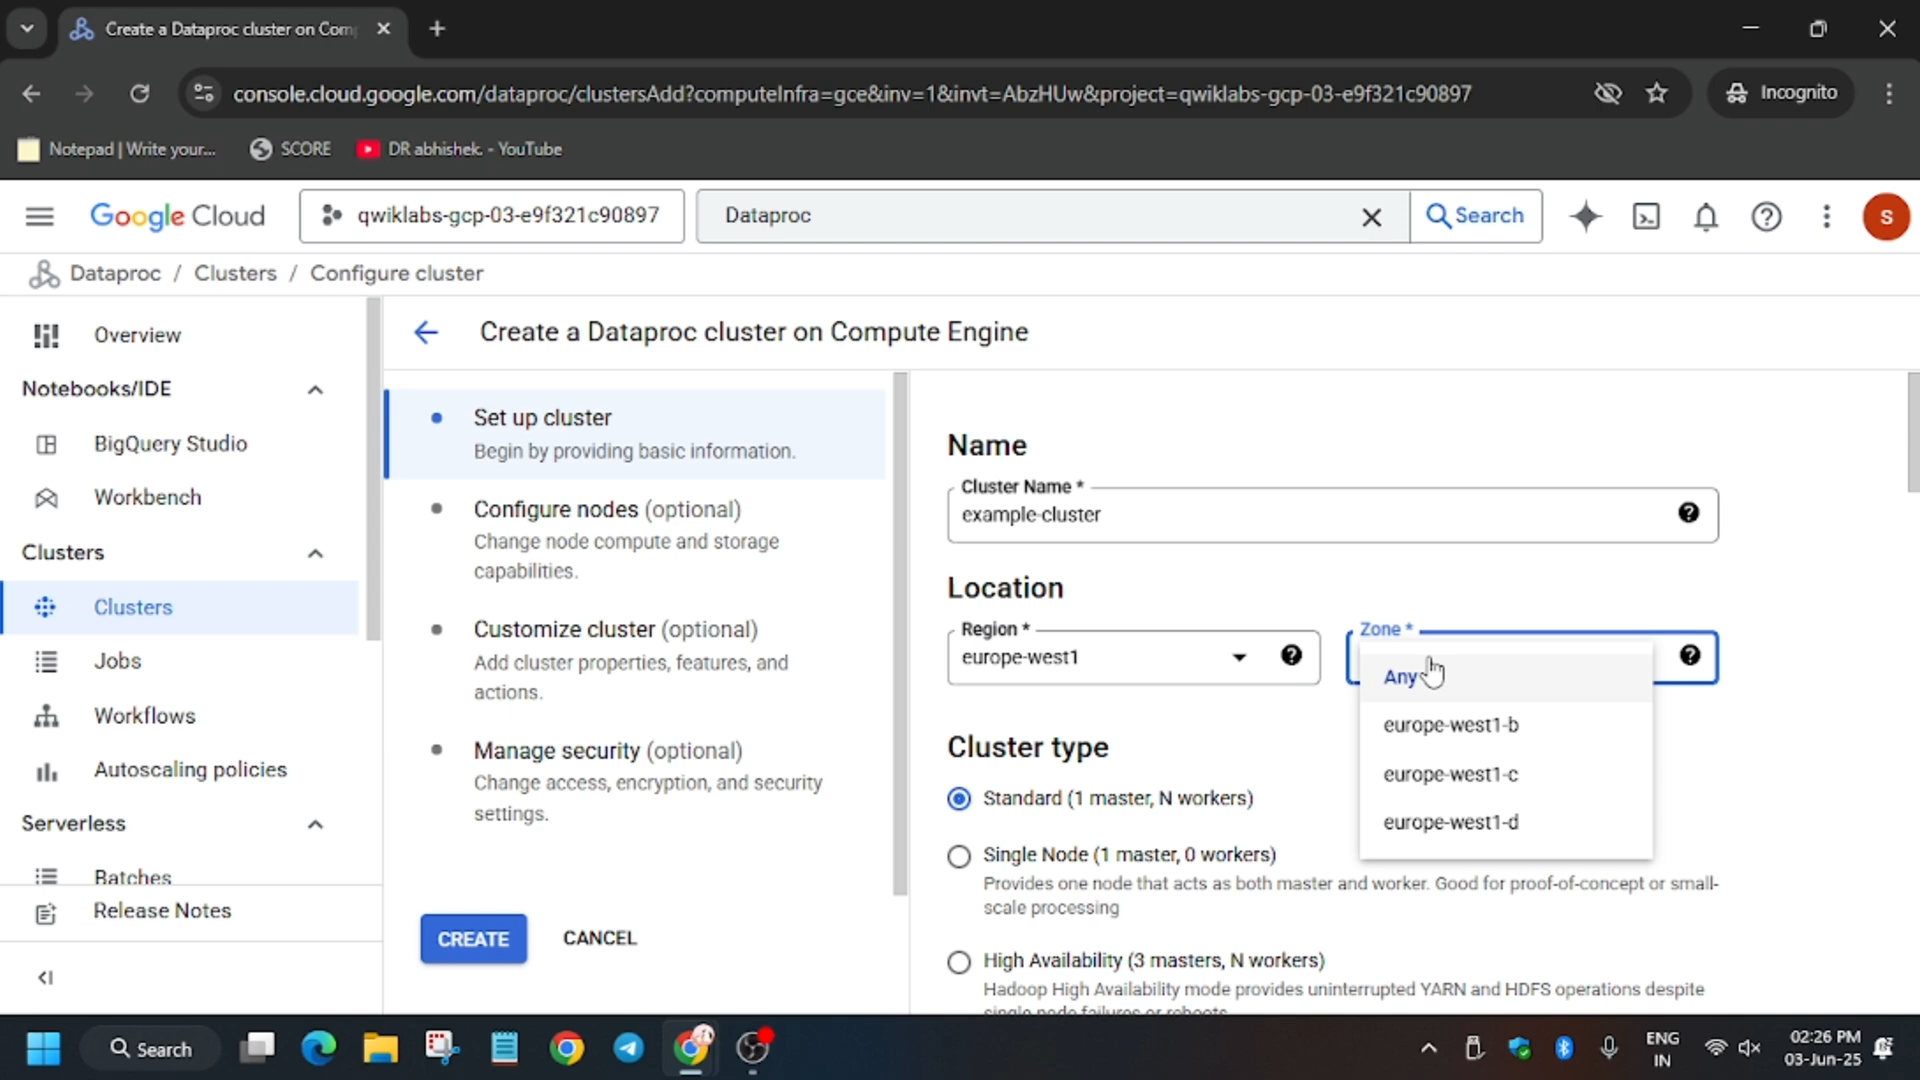 Create a Dataproc cluster on Com
console.cloud.google.com/dataproc/clustersAdd?computeInfra=gce&inv=1&invt=AbzHUw&project=qwiklabs-gcp-03-e9f321c90897
Incognito
Notepad | Write your...
SCORE
DR abhishek. - YouTube
Google Cloud
qwiklabs-gcp-03-e9f321c90897
Dataproc
Search
S
Dataproc / Clusters / Configure cluster
Overview
Notebooks/IDE
BigQuery Studio
Workbench
Clusters
Clusters
Jobs
Workflows
Autoscaling policies
Serverless
Batches
Release Notes
Create a Dataproc cluster on Compute Engine
Set up cluster
Begin by providing basic information.
Configure nodes (optional)
Change node compute and storage
capabilities.
Customize cluster (optional)
Add cluster properties, features, and
actions.
Manage security (optional)
Change access, encryption, and security
settings.
CREATE
CANCEL
Name
Cluster Name *
example-cluster
Location
Region *
europe-west1
Zone *
Any
europe-west1-b
europe-west1-c
europe-west1-d
Cluster type
Standard (1 master, N workers)
Single Node (1 master, 0 workers)
Provides one node that acts as both master and worker. Good for proof-of-concept or small-
scale processing
High Availability (3 masters, N workers)
Hadoop High Availability mode provides uninterrupted YARN and HDFS operations despite
single node failures or reboots
Search
ENG
IN
02:26 PM
03-Jun-25